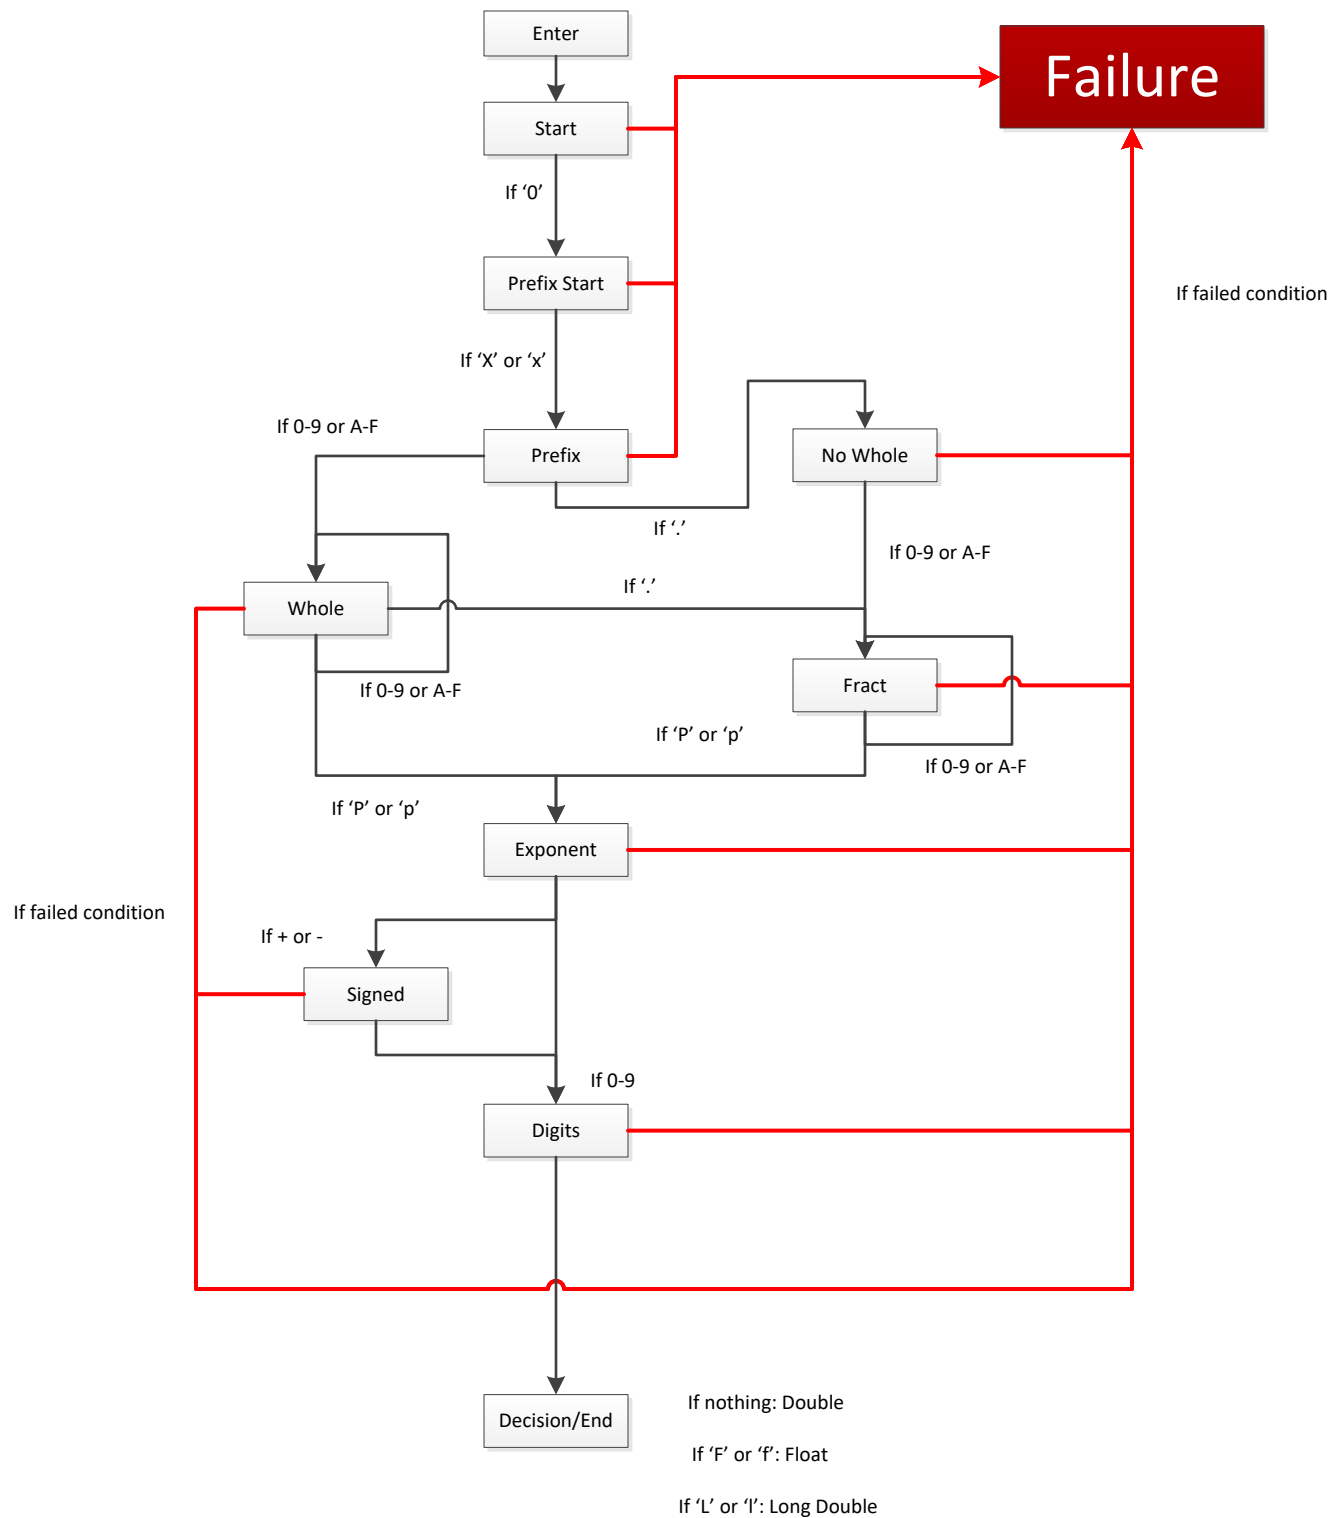 Enter
Failure
Start
If ‘0’
Prefix Start
If failed condition
If ‘X’ or ‘x’
If 0-9 or A-F
Prefix
No Whole
If ‘.’
If 0-9 or A-F
If ‘.’
Whole
If 0-9 or A-F
Fract
If ‘P’ or ‘p’
If 0-9 or A-F
If ‘P’ or ‘p’
Exponent
If failed condition
If + or -
Signed
If 0-9
Digits
Decision/End
If nothing: Double
If ‘F’ or ‘f’: Float
If ‘L’ or ‘l’: Long Double